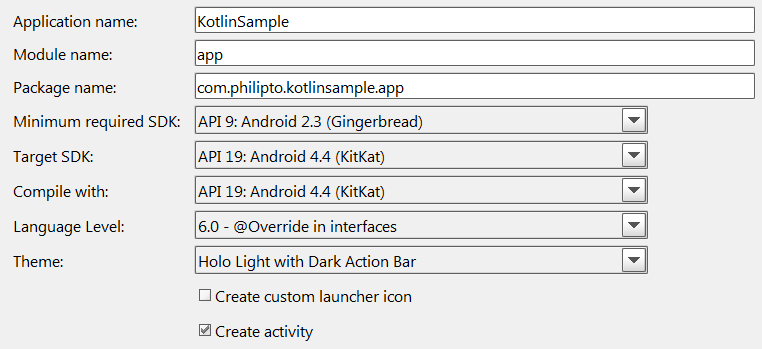 Application name: KotlinSample
Module name: app
Package name: com.philipto.kotlinsample.app
Minimum required SDK: API 9: Android 2.3 (Gingerbread)
Target SDK: API 19: Android 4.4 (KitKat)
Compile with: API 19: Android 4.4 (KitKat)
Language Level: 6.0 - @Override in interfaces
Theme: Holo Light with Dark Action Bar
Create custom launcher icon
Create activity